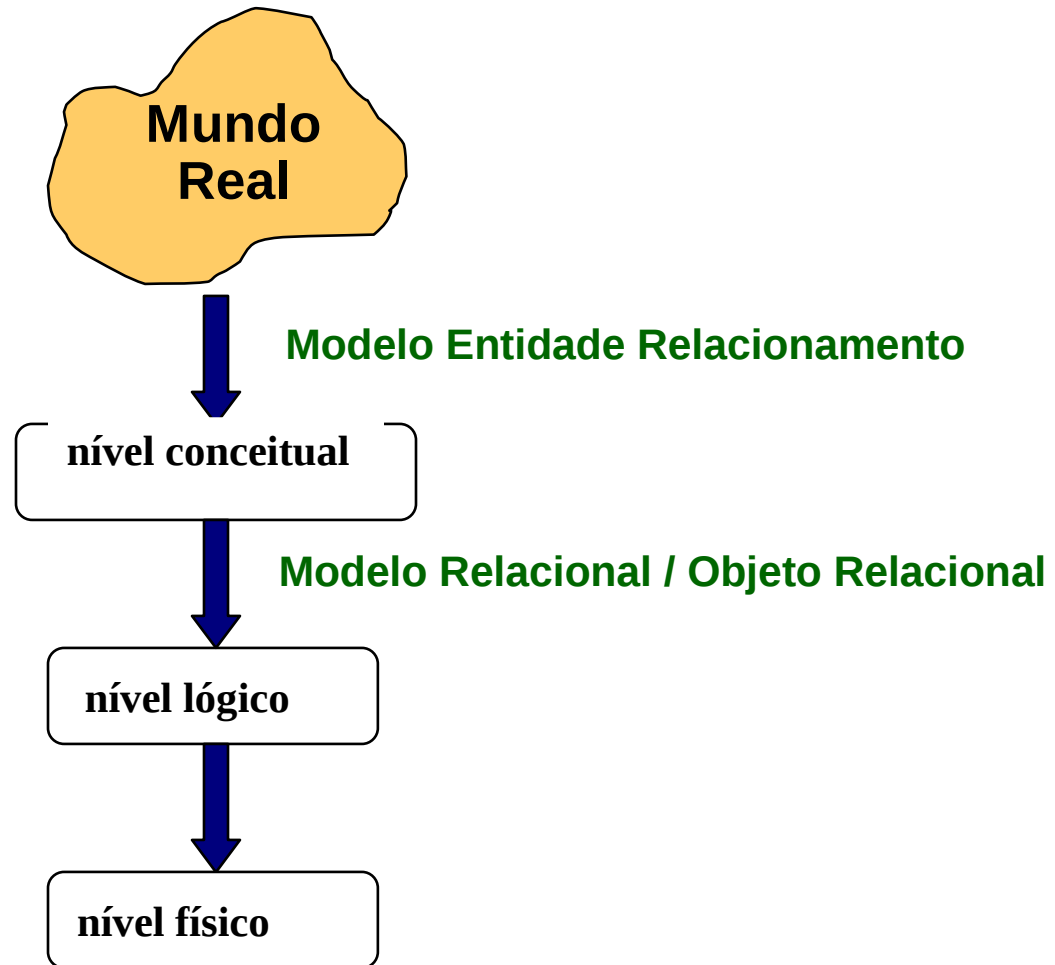 Mundo
Real
Modelo Entidade Relacionamento
nível conceitual
Modelo Relacional / Objeto Relacional
nível lógico
nível físico